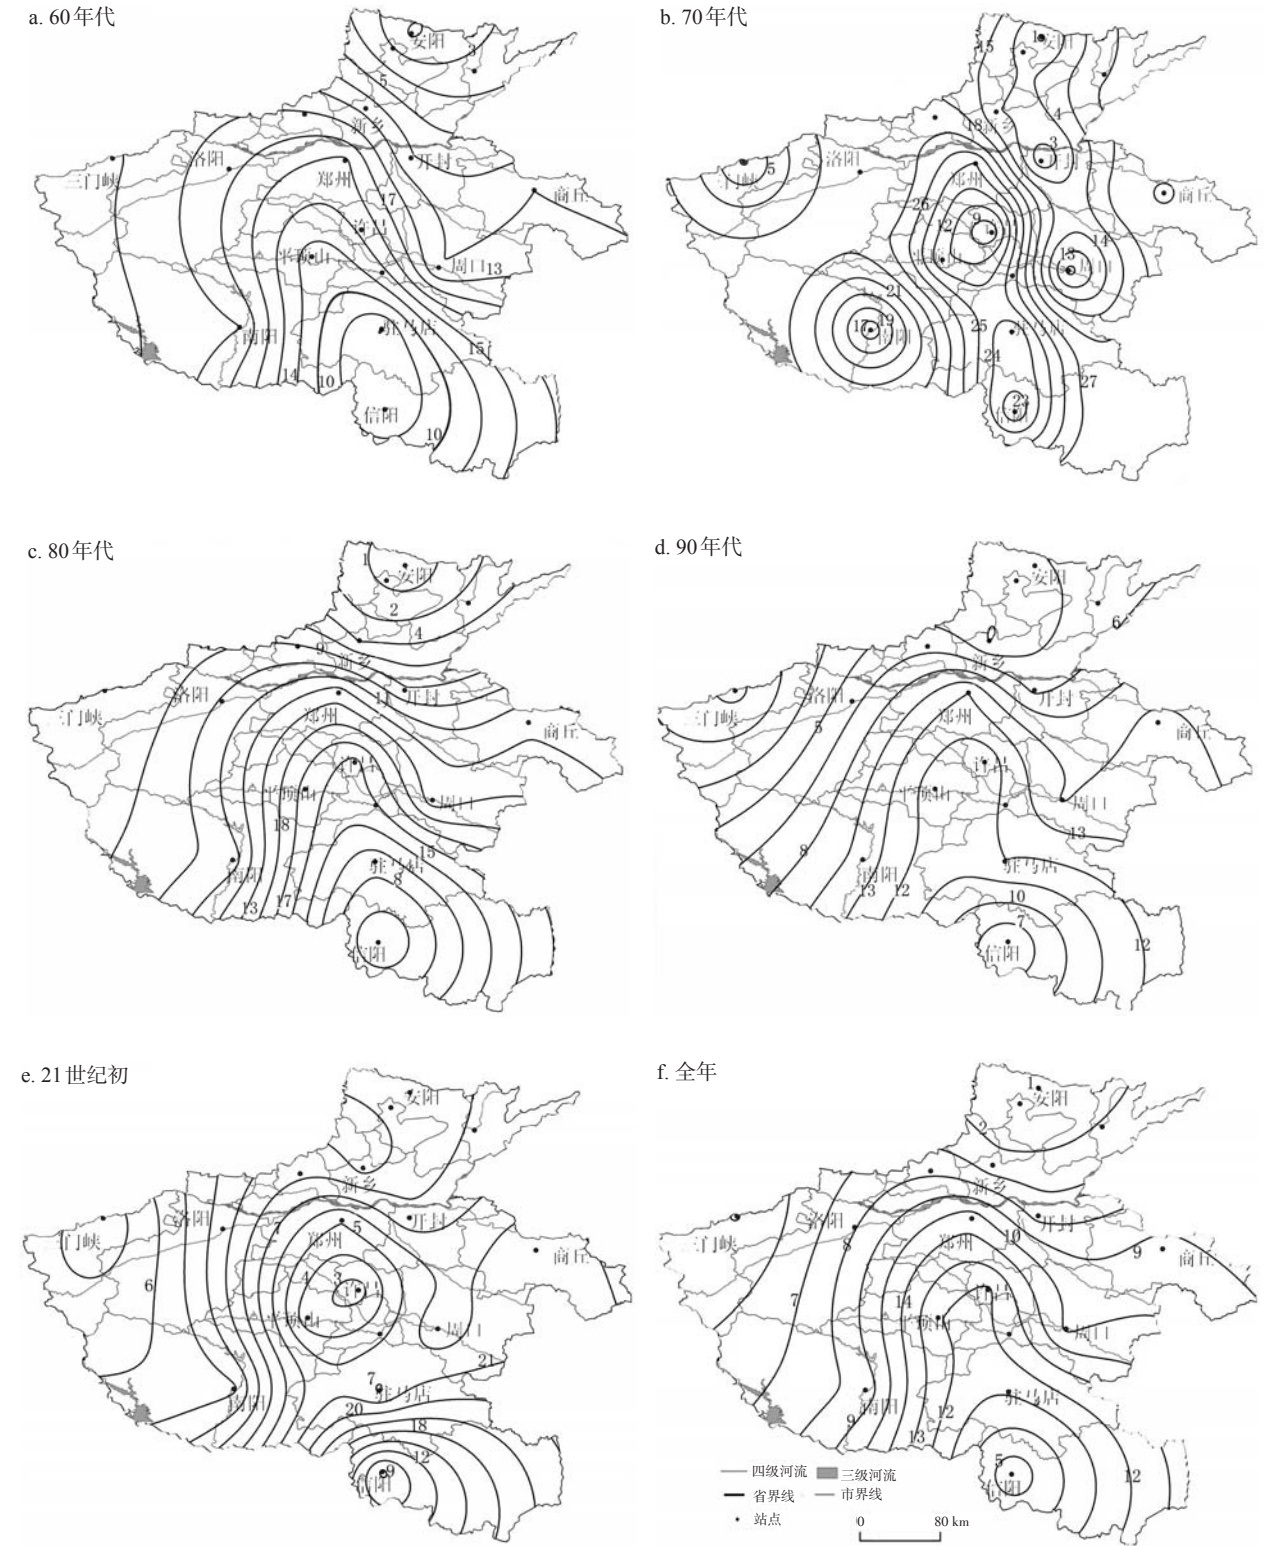 a. 60年代
安阳
3
5
新乡
开封
洛阳
三门峡
郑州
商丘
17
许昌
平顶山
周口
13
南阳
驻马店
15
14
10
信阳
10
b. 70年代
15
1
安阳
4
18
新乡
3
开封
洛阳
5
门峡
郑州
商丘
26
12
9
14
平顶山
13
周口
21
17
19
南阳
25
驻马店
24
27
23
信阳
c. 80年代
1
安阳
2
4
9
新乡
洛阳
11
开封
三门峡
郑州
商丘
许昌
平顶山
周口
18
15
南阳
驻马店
8
13
17
信阳
d. 90年代
安阳
6
0
新乡
洛阳
开封
三门峡
5
郑州
商丘
许昌
平顶山
周口
13
8
南阳
驻马店
13
12
10
7
信阳
12
e. 21世纪初
安阳
新乡
洛阳
5
开封
门峡
郑州
商丘
6
4
3
许昌
平顶山
周口
21
7
南阳
驻马店
20
18
12
9
信阳
f. 全年
1
安阳
2
新乡
洛阳
开封
三门峡
8
郑州
10
9
商丘
7
14
许昌
平顶山
周口
南阳
驻马店
9
12
13
5
12
信阳
四级河流
三级河流
省界线
市界线
站点
0
80 km